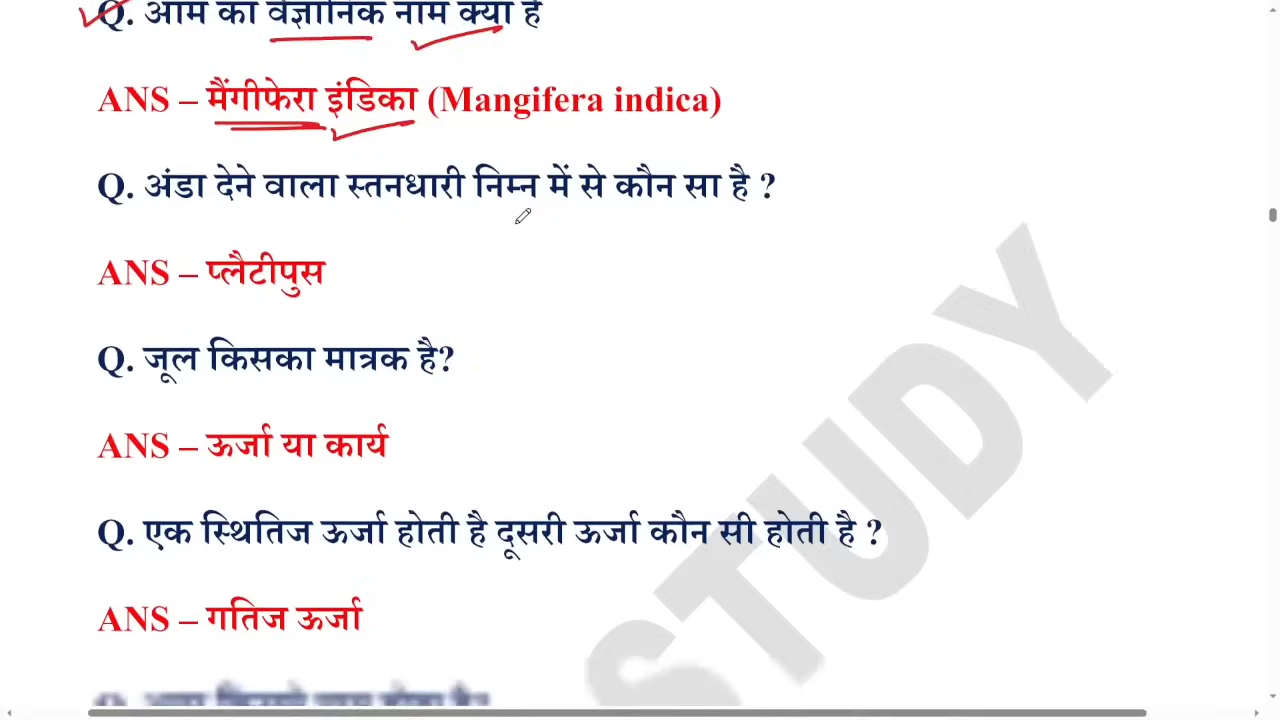 Q. आम का वैज्ञानिक नाम क्या है
ANS – मैंगीफेरा इंडिका (Mangifera indica)
Q. अंडा देने वाला स्तनधारी निम्न में से कौन सा है ?
ANS – प्लैटीपुस
Q. जूल किसका मात्रक है?
ANS – ऊर्जा या कार्य
Q. एक स्थितिज ऊर्जा होती है दूसरी ऊर्जा कौन सी होती है ?
ANS – गतिज ऊर्जा
STUDY